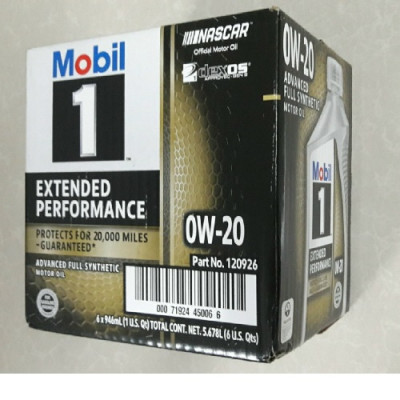 Mobil
1
EXTENDED
PERFORMANCE
PROTECTS FOR 20,000 MILES
-GUARANTEED*
ADVANCED FULL SYNTHETIC
MOTOR OIL
NASCAR
Official Motor Oil
dexos
0W-20
Part No. 120926
000 71924 45006 6
6 x 946mL (1 U.S. Qt) TOTAL CONT. NET. 5.678L (6 U.S. Qts)
0W-20
ADVANCED
FULL SYNTHETIC
MOTOR OIL
Mobil
1
EXTENDED
PERFORMANCE
0W-20